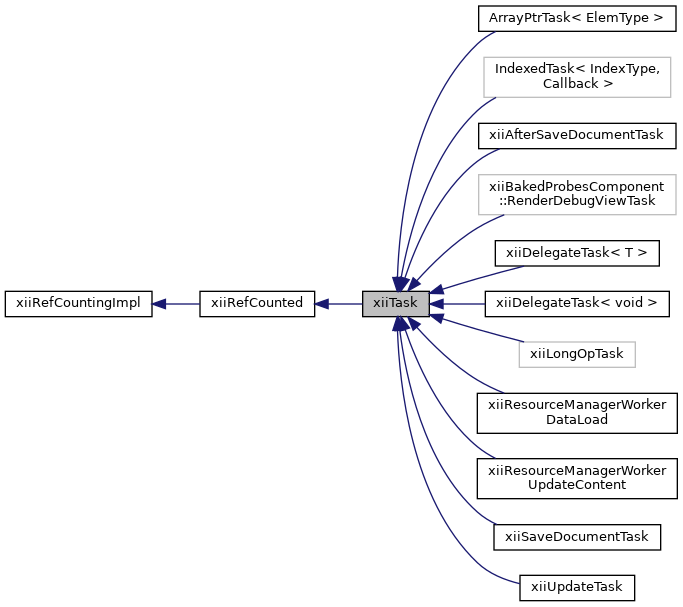 ArrayPtrTask< ElemType >
IndexedTask< IndexType,
Callback >
xiiAfterSaveDocumentTask
xiiBakedProbesComponent
::RenderDebugViewTask
xiiDelegateTask< T >
xiiRefCountingImpl
xiiRefCounted
xiiTask
xiiDelegateTask< void >
xiiLongOpTask
xiiResourceManagerWorker
DataLoad
xiiResourceManagerWorker
UpdateContent
xiiSaveDocumentTask
xiiUpdateTask